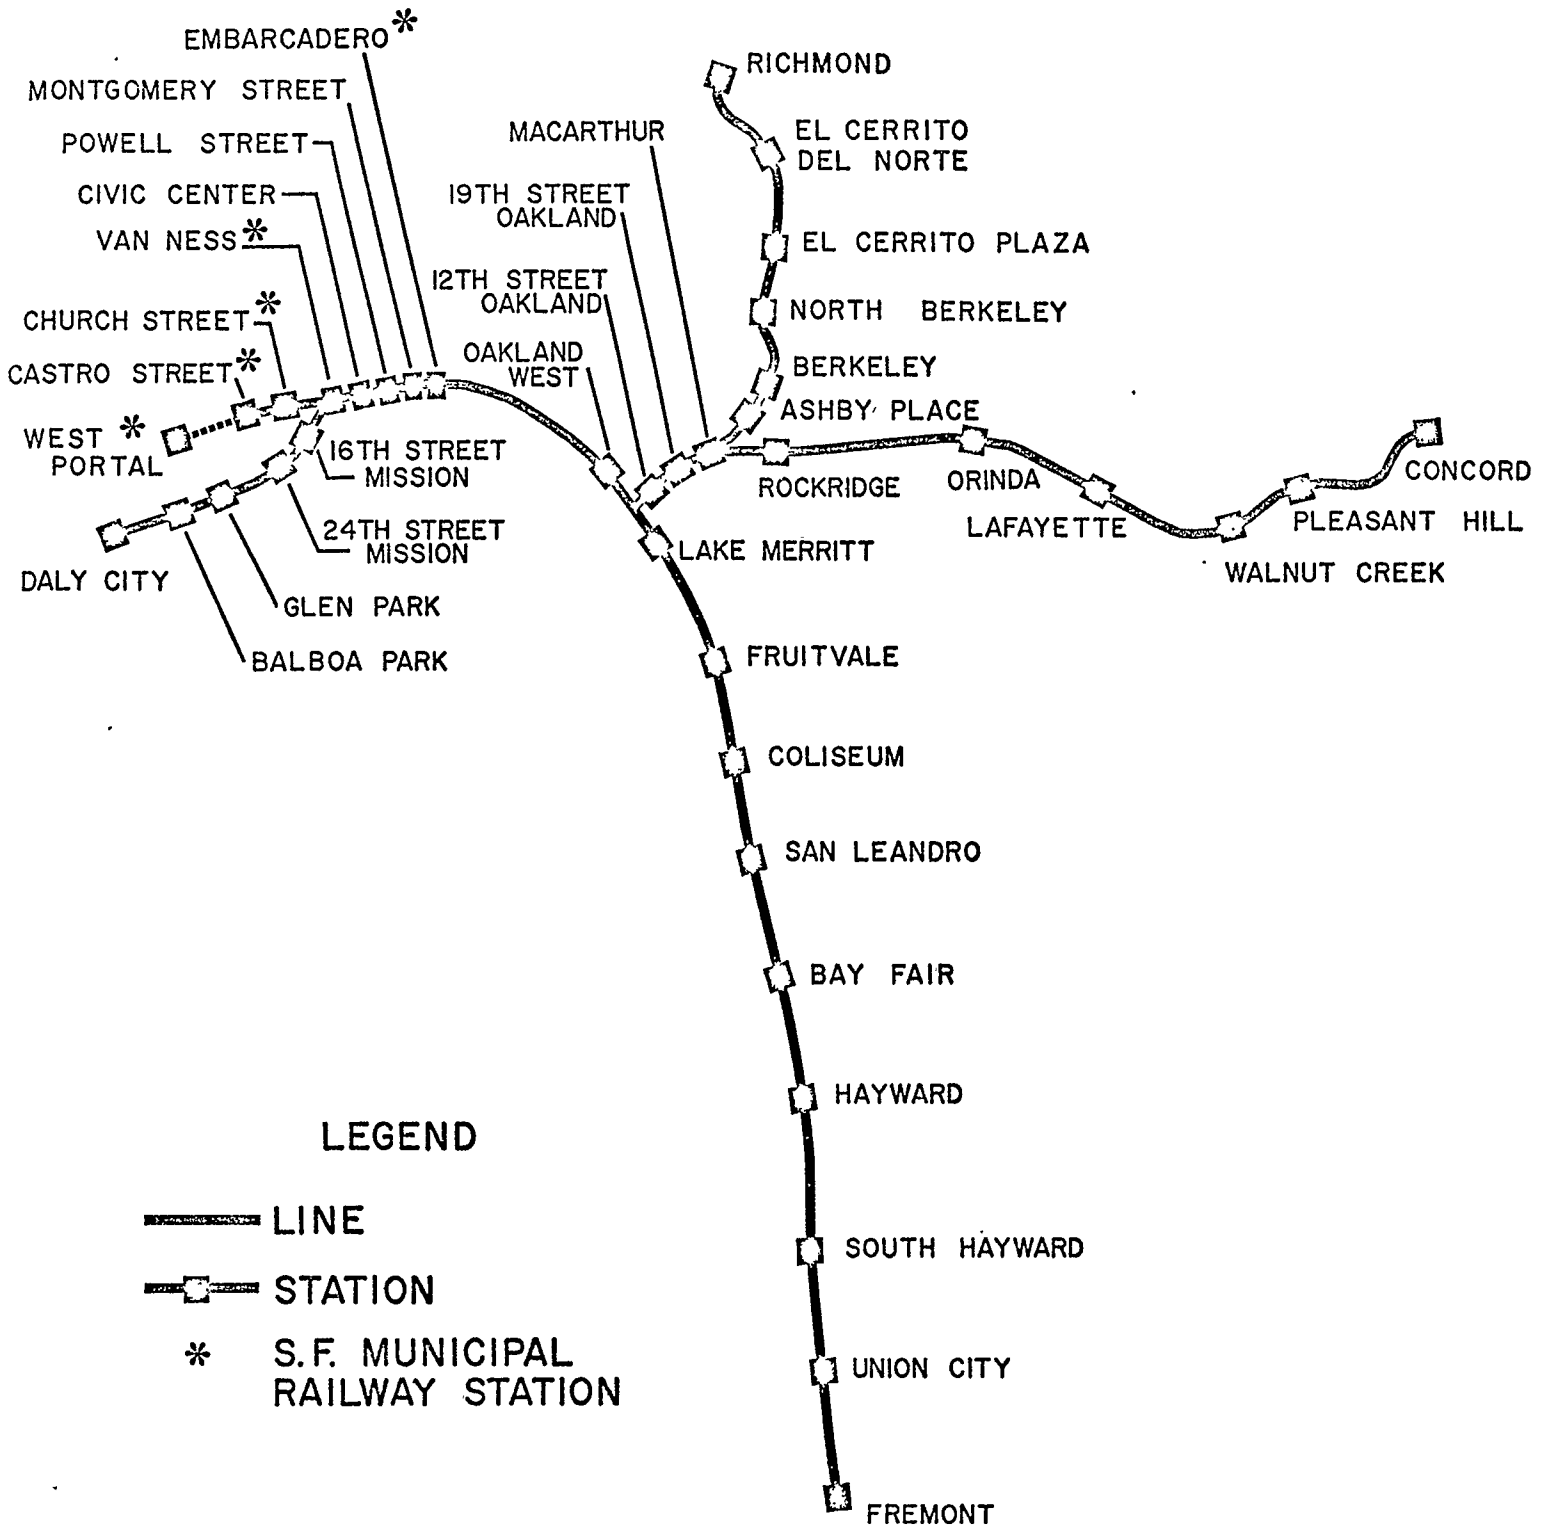 EMBARCADERO*
MONTGOMERY STREET
POWELL STREET
CIVIC CENTER
VAN NESS*
CHURCH STREET*
CASTRO STREET*
WEST *
PORTAL
DALY CITY
16TH STREET
MISSION
24TH STREET
MISSION
GLEN PARK
BALBOA PARK
MACARTHUR
19TH STREET
OAKLAND
12TH STREET
OAKLAND
OAKLAND
WEST
RICHMOND
EL CERRITO
DEL NORTE
EL CERRITO PLAZA
NORTH BERKELEY
BERKELEY
ASHBY PLACE
ROCKRIDGE
ORINDA
LAFAYETTE
WALNUT CREEK
PLEASANT HILL
CONCORD
LAKE MERRITT
FRUITVALE
COLISEUM
SAN LEANDRO
BAY FAIR
HAYWARD
SOUTH HAYWARD
UNION CITY
FREMONT
LEGEND
LINE
STATION
* S.F. MUNICIPAL
RAILWAY STATION